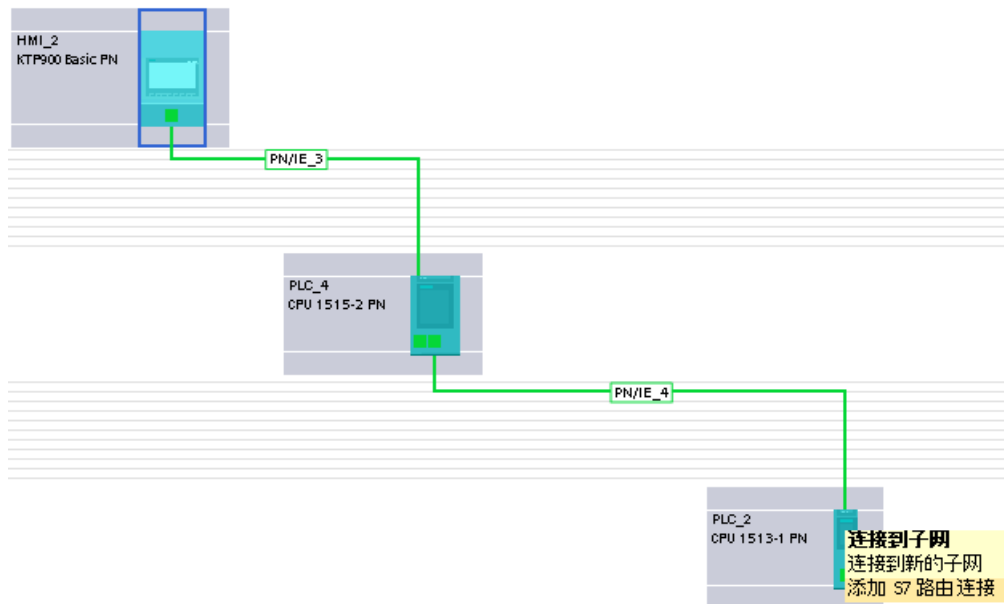 HMI_2
KTP900 Basic PN
PN/IE_3
PLC_4
CPU 1515-2 PN
PN/IE_4
PLC_2
CPU 1513-1 PN
连接到子网
连接到新的子网
添加 S7 路由连接